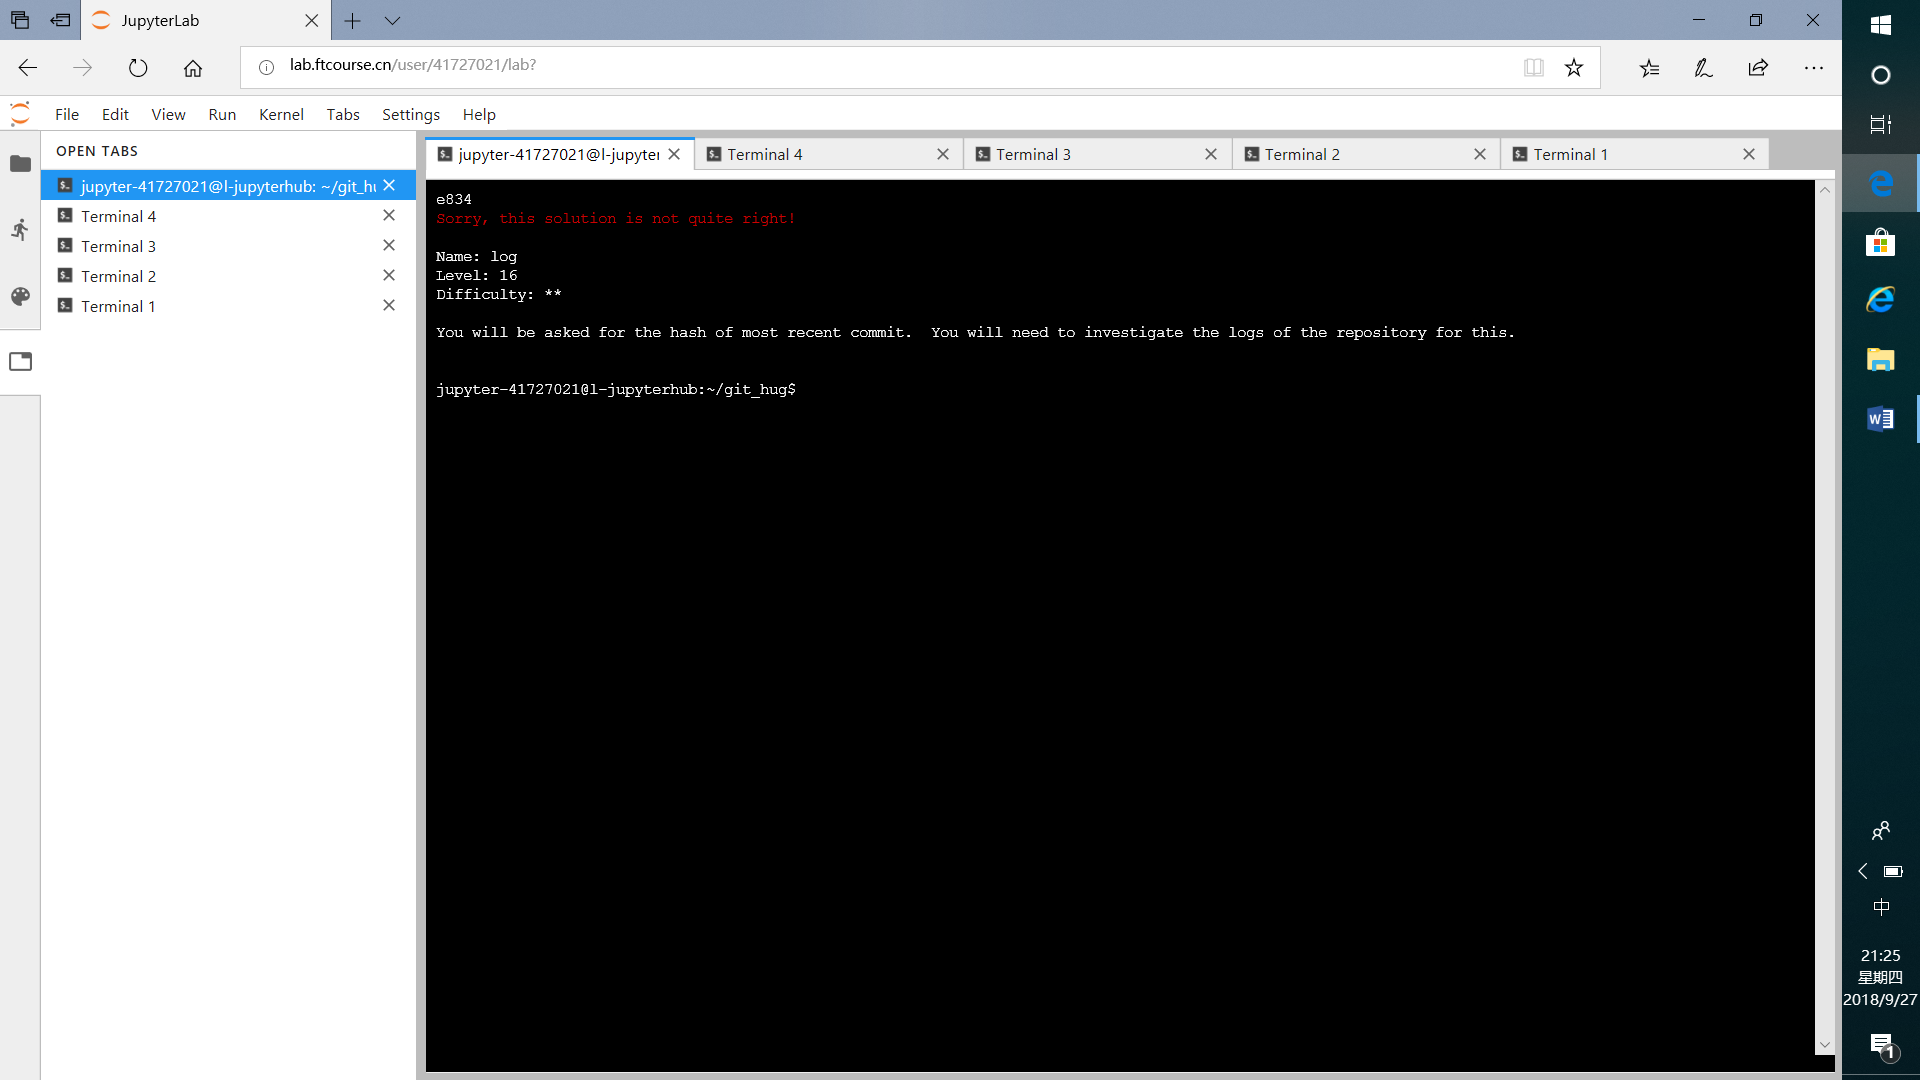 JupyterLab
lab.ftcourse.cn/user/41727021/lab?
File Edit View Run Kernel Tabs Settings Help
OPEN TABS
jupyter-41727021@l-jupyterhub: ~/git_hu
Terminal 4
Terminal 3
Terminal 2
Terminal 1
jupyter-41727021@l-jupyter
Terminal 4
Terminal 3
Terminal 2
Terminal 1
e834
Sorry, this solution is not quite right!
Name: log
Level: 16
Difficulty: **
You will be asked for the hash of most recent commit.  You will need to investigate the logs of the repository for this.
jupyter-41727021@l-jupyterhub:~/git_hug$
中
21:25
星期四
2018/9/27
1